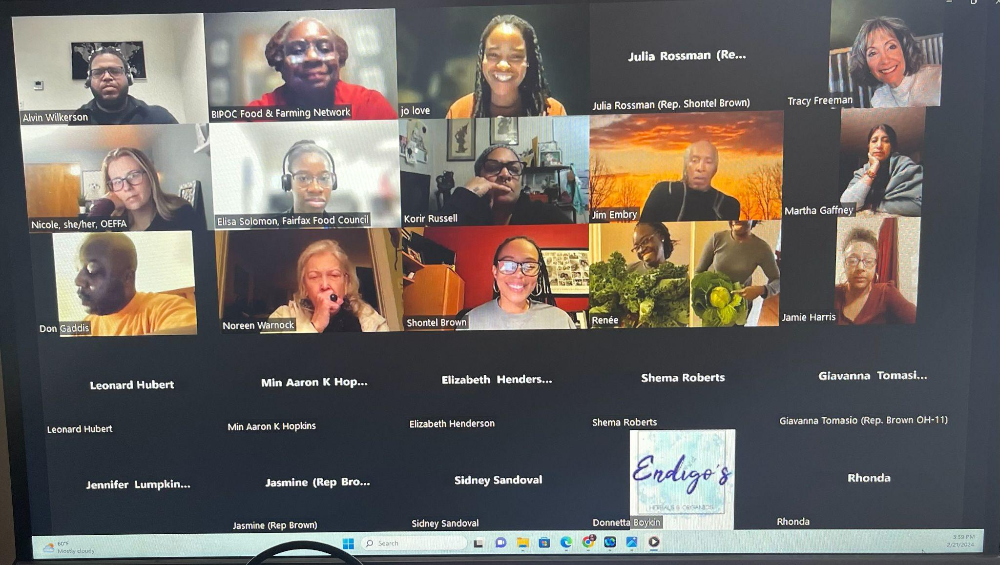 Alvin Wilkerson
BIPOC Food & Farming Network
jo love
Julia Rossman (Re...
Julia Rossman (Rep. Shontel Brown)
Tracy Freeman
Nicole, she/her, OEFFA
Elisa Solomon, Fairfax Food Council
Korir Russell
Jim Embry
Martha Gaffney
Don Gaddis
Noreen Warnock
Shontel Brown
Renée
Jamie Harris
Leonard Hubert
Min Aaron K Hop...
Elizabeth Henders...
Shema Roberts
Giavanna Tomasi...
Leonard Hubert
Min Aaron K Hopkins
Elizabeth Henderson
Shema Roberts
Giavanna Tomasio (Rep. Brown OH-11)
Jennifer Lumpkin...
Jasmine (Rep Bro...
Sidney Sandoval
Endigo's
HERBALS & ORGANICS
Rhonda
Jasmine (Rep Brown)
Sidney Sandoval
Donnetta Boykin
Rhonda
60°F
Mostly cloudy
Search
3:59 PM
2/21/2024